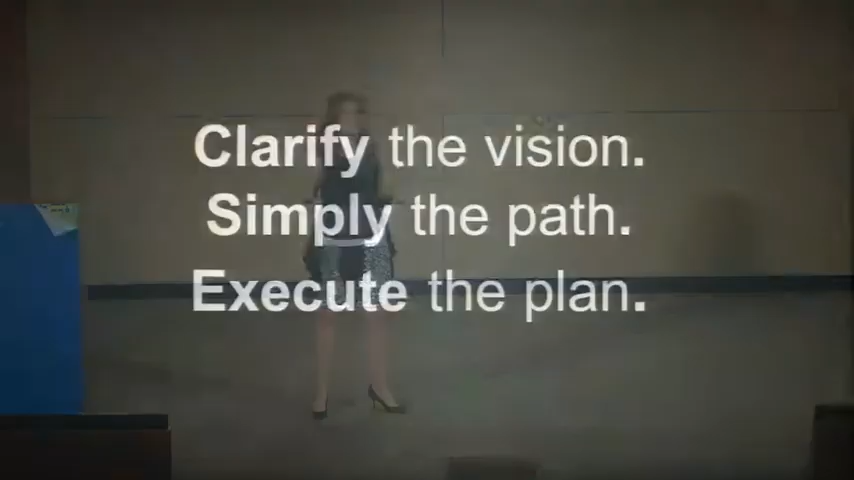 Clarify the vision.
Simply the path.
Execute the plan.